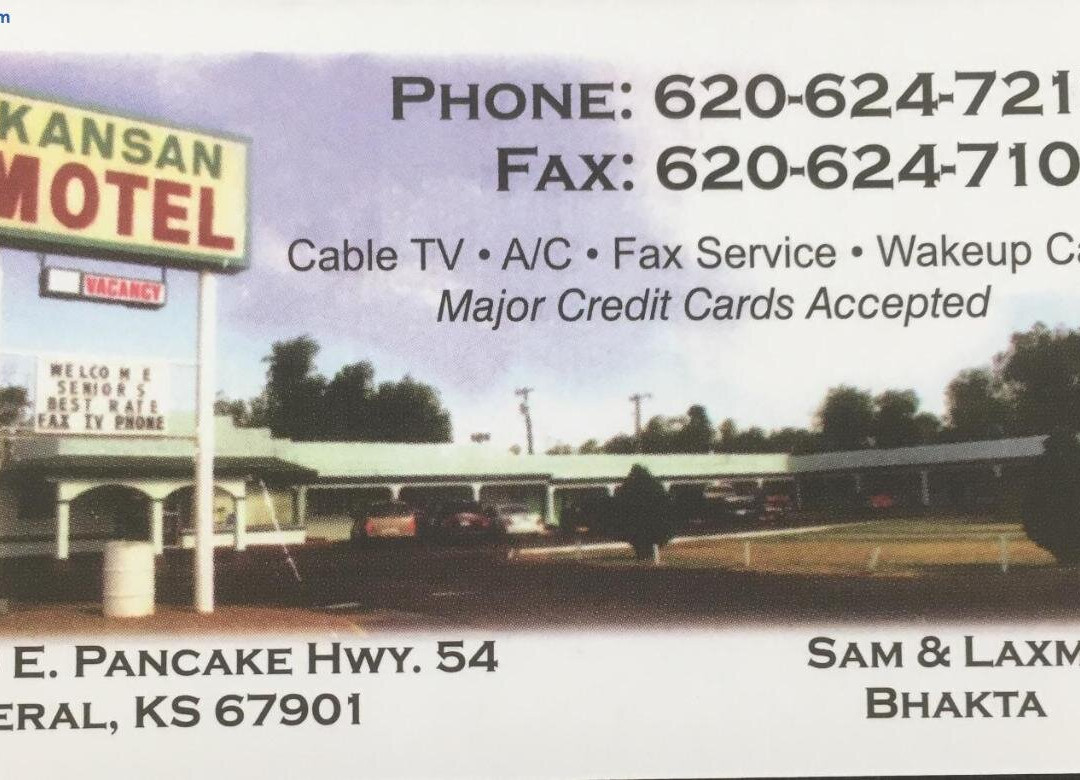 m
KANSAN
MOTEL
VACANCY
WELCOME
SENIORS
BEST RATE
FAX TV PHONE
PHONE: 620-624-721
FAX: 620-624-710
Cable TV • A/C • Fax Service • Wakeup Ca
Major Credit Cards Accepted
E. PANCAKE HWY. 54
ERAL, KS 67901
SAM & LAXM
BHAKTA